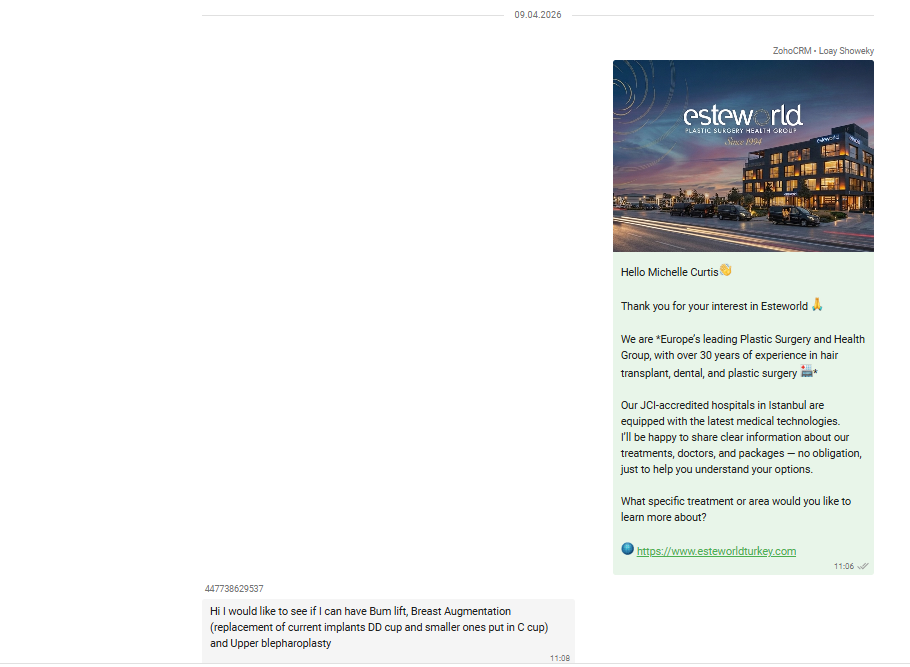 09.04.2026
ZohoCRM • Loay Showeky
esteworld
PLASTIC SURGERY HEALTH GROUP
Since 1994
esteworld
Hello Michelle Curtis👋
Thank you for your interest in Esteworld 🙏
We are *Europe's leading Plastic Surgery and Health
Group, with over 30 years of experience in hair
transplant, dental, and plastic surgery 🏥*
Our JCI-accredited hospitals in Istanbul are
equipped with the latest medical technologies.
I'll be happy to share clear information about our
treatments, doctors, and packages — no obligation,
just to help you understand your options.
What specific treatment or area would you like to
learn more about?
🌐 https://www.esteworldturkey.com
11:06
447738629537
Hi I would like to see if I can have Bum lift, Breast Augmentation
(replacement of current implants DD cup and smaller ones put in C cup)
and Upper blepharoplasty
11:08